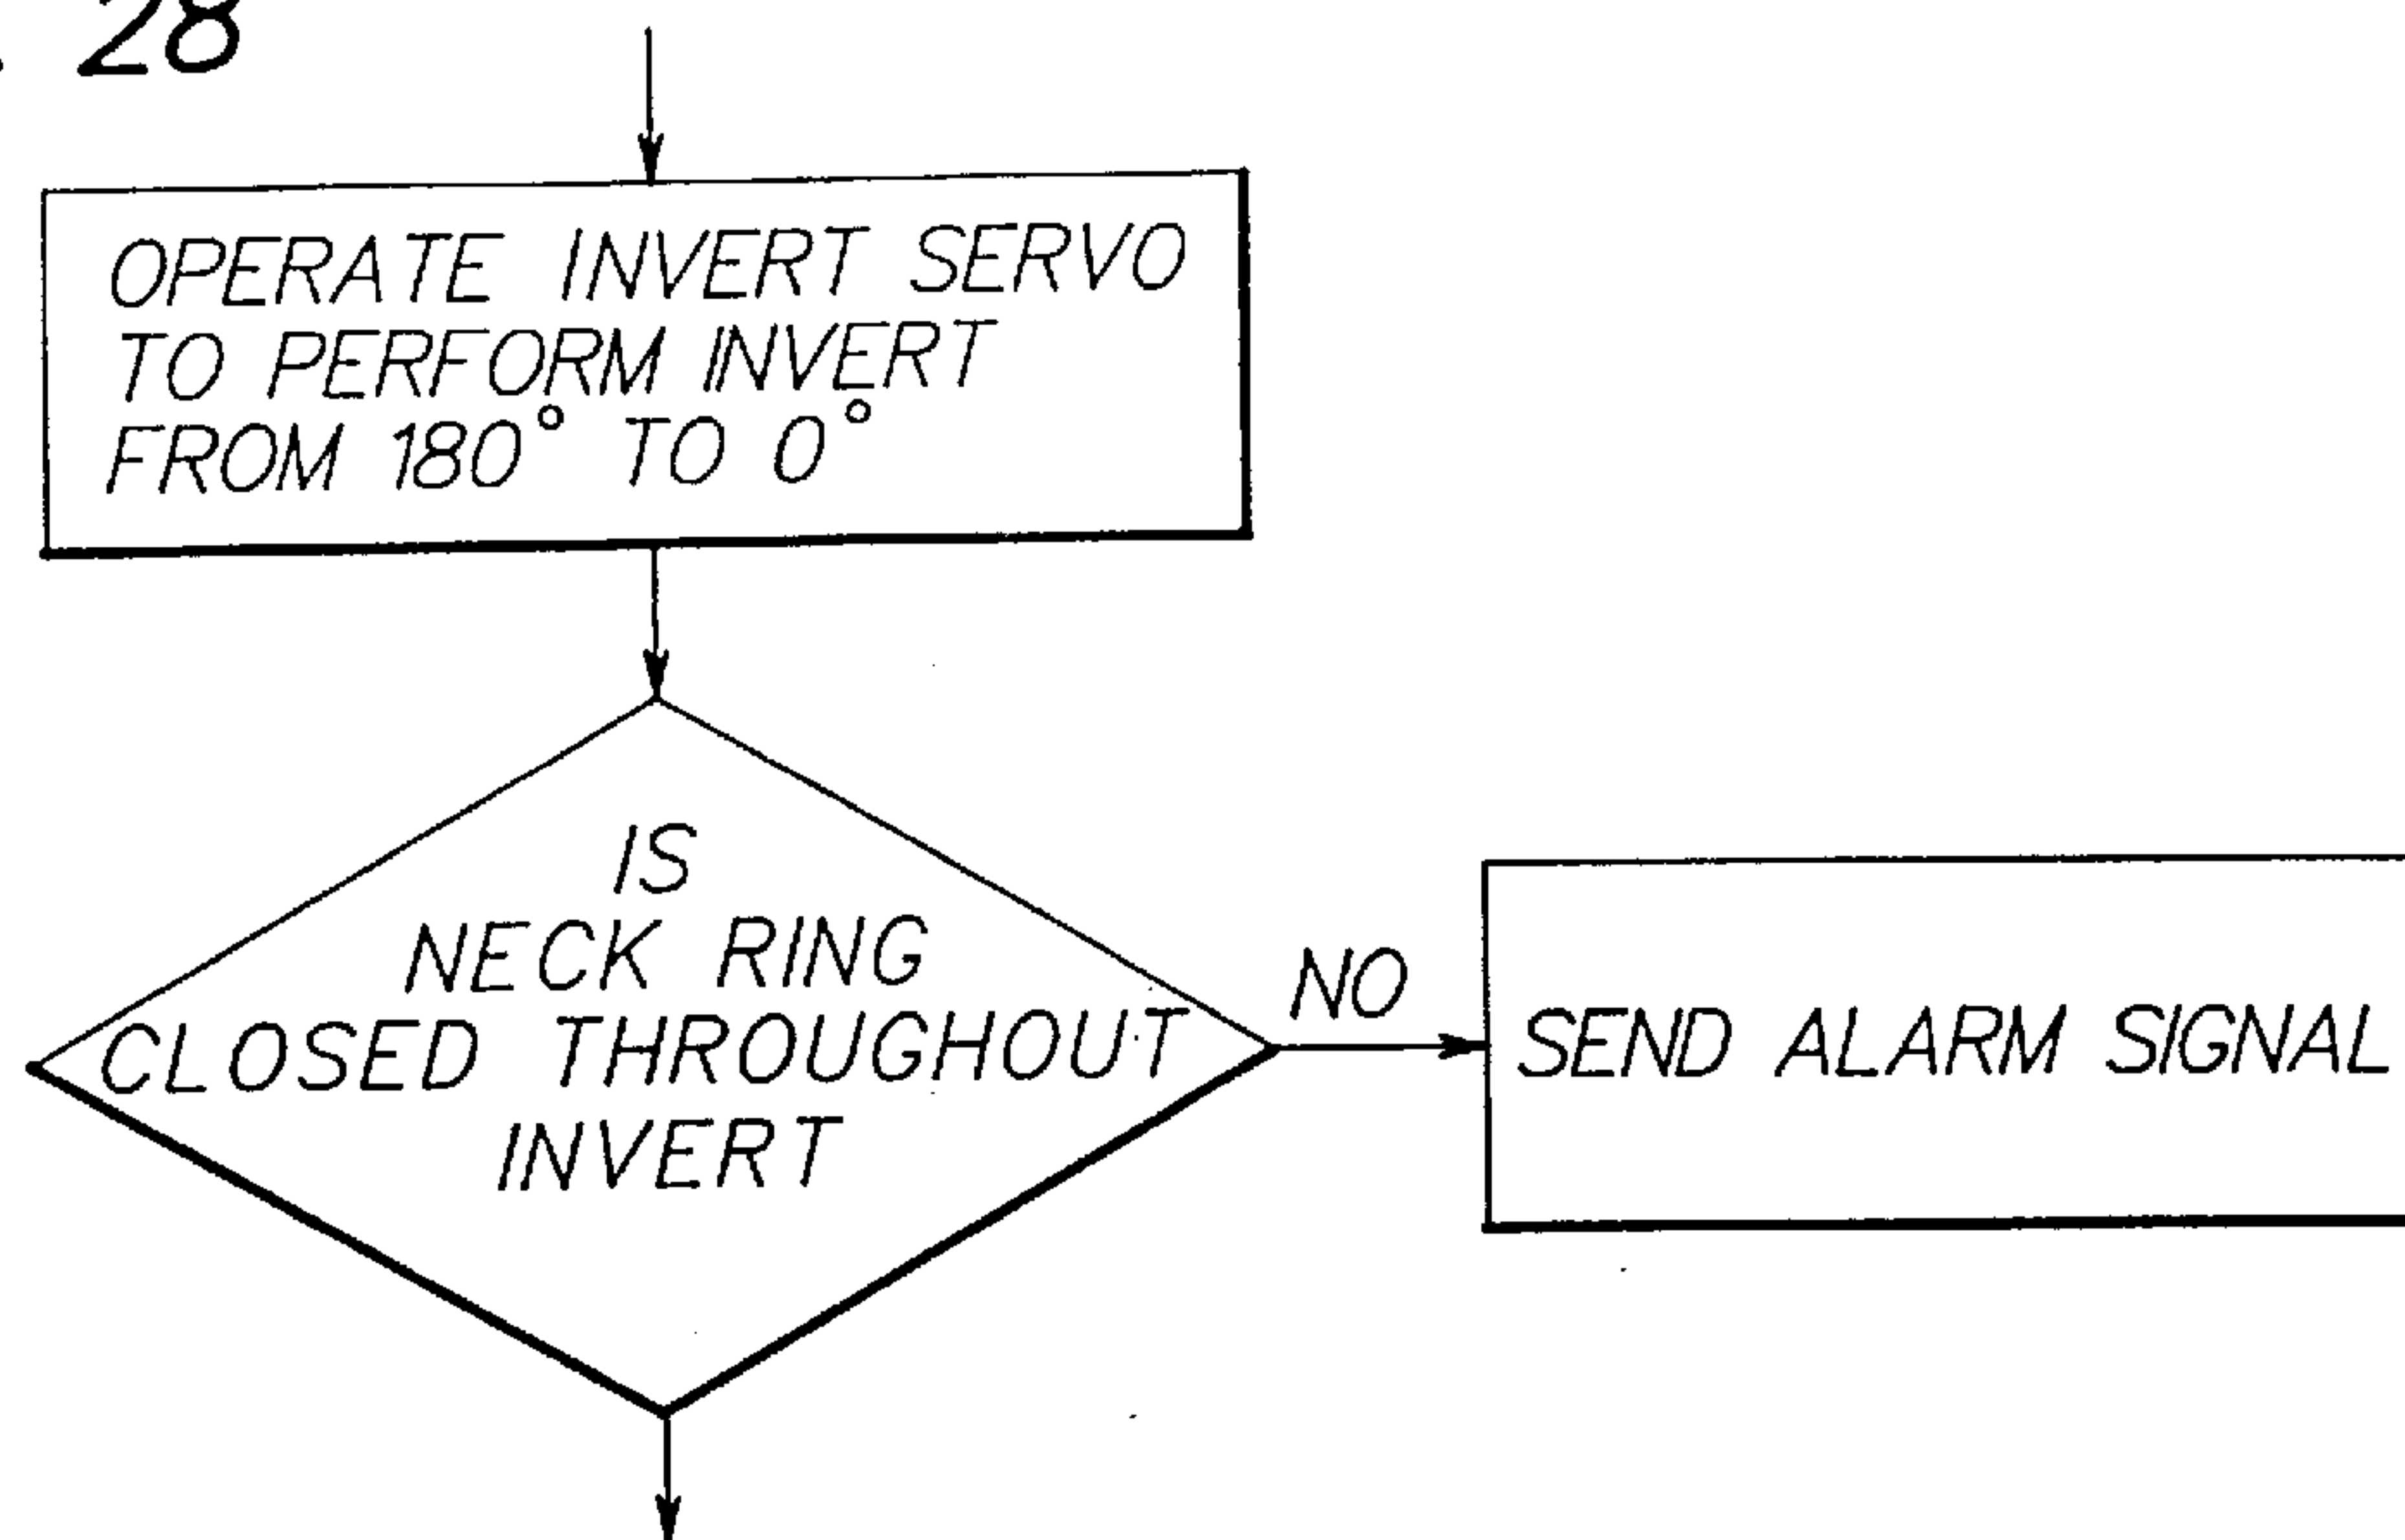 28
OPERATE INVERT SERVO
TO PERFORM INVERT
FROM 180° TO 0°
IS
NECK RING
CLOSED THROUGHOUT
INVERT
NO
SEND ALARM SIGNAL